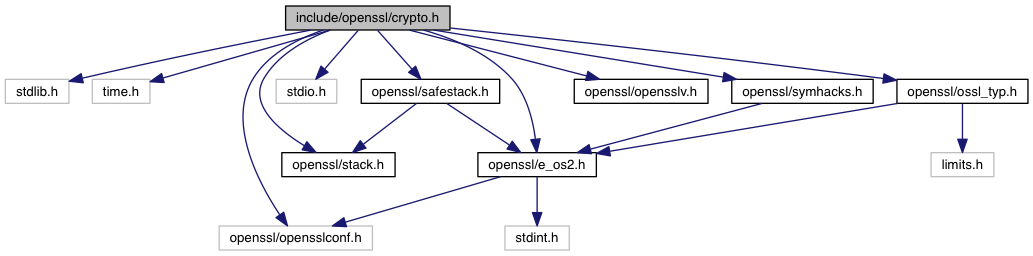 include/openssl/crypto.h
stdlib.h
time.h
stdio.h
openssl/safestack.h
openssl/opensslv.h
openssl/symhacks.h
openssl/ossl_typ.h
openssl/stack.h
openssl/e_os2.h
limits.h
openssl/opensslconf.h
stdint.h